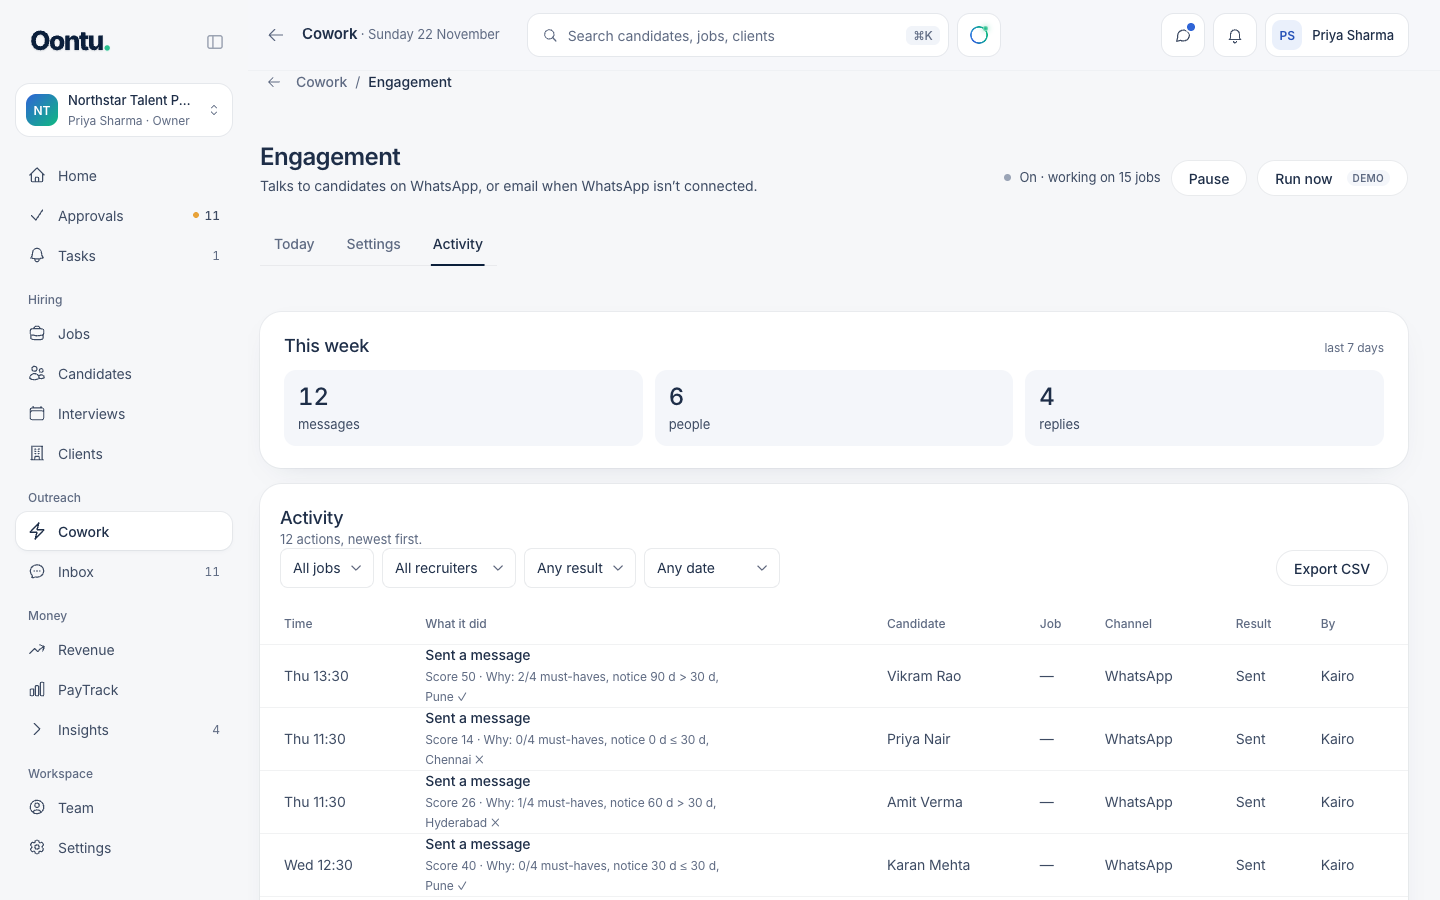 Oontu.
Cowork · Sunday 22 November
Search candidates, jobs, clients
⌘K
PS
Priya Sharma
NT
Northstar Talent P...
Priya Sharma · Owner
Home
Approvals
11
Tasks
1
Hiring
Jobs
Candidates
Interviews
Clients
Outreach
Cowork
Inbox
11
Money
Revenue
PayTrack
Insights
4
Workspace
Team
Settings
← Cowork / Engagement
Engagement
Talks to candidates on WhatsApp, or email when WhatsApp isn’t connected.
On · working on 15 jobs
Pause
Run now DEMO
Today Settings Activity
This week
last 7 days
12
messages
6
people
4
replies
Activity
12 actions, newest first.
All jobs All recruiters Any result Any date
Export CSV
Time What it did Candidate Job Channel Result By
Thu 13:30
Sent a message
Score 50 · Why: 2/4 must-haves, notice 90 d > 30 d,
Pune ✓
Vikram Rao — WhatsApp Sent Kairo
Thu 11:30
Sent a message
Score 14 · Why: 0/4 must-haves, notice 0 d ≤ 30 d,
Chennai ✕
Priya Nair — WhatsApp Sent Kairo
Thu 11:30
Sent a message
Score 26 · Why: 1/4 must-haves, notice 60 d > 30 d,
Hyderabad ✕
Amit Verma — WhatsApp Sent Kairo
Wed 12:30
Sent a message
Score 40 · Why: 0/4 must-haves, notice 30 d ≤ 30 d,
Pune ✓
Karan Mehta — WhatsApp Sent Kairo